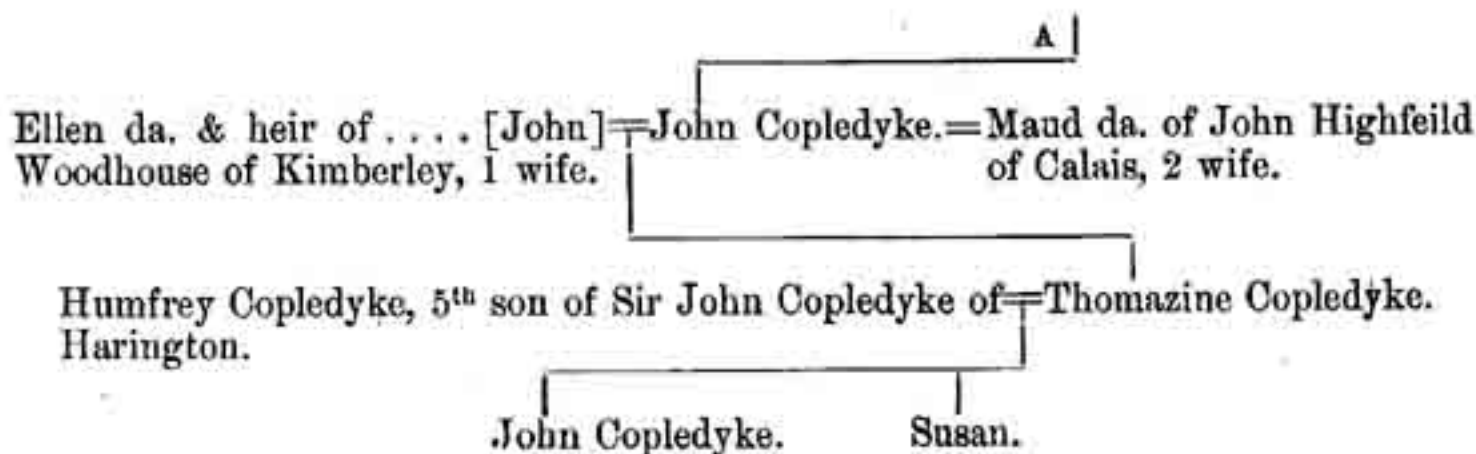 A
Ellen da. & heir of . . . . [John]=John Copledyke.=Maud da. of John Highfeild
Woodhouse of Kimberley, 1 wife. of Calais, 2 wife.
Humfrey Copledyke, 5th son of Sir John Copledyke of=Thomazine Copledyke.
Harington.
John Copledyke. Susan.